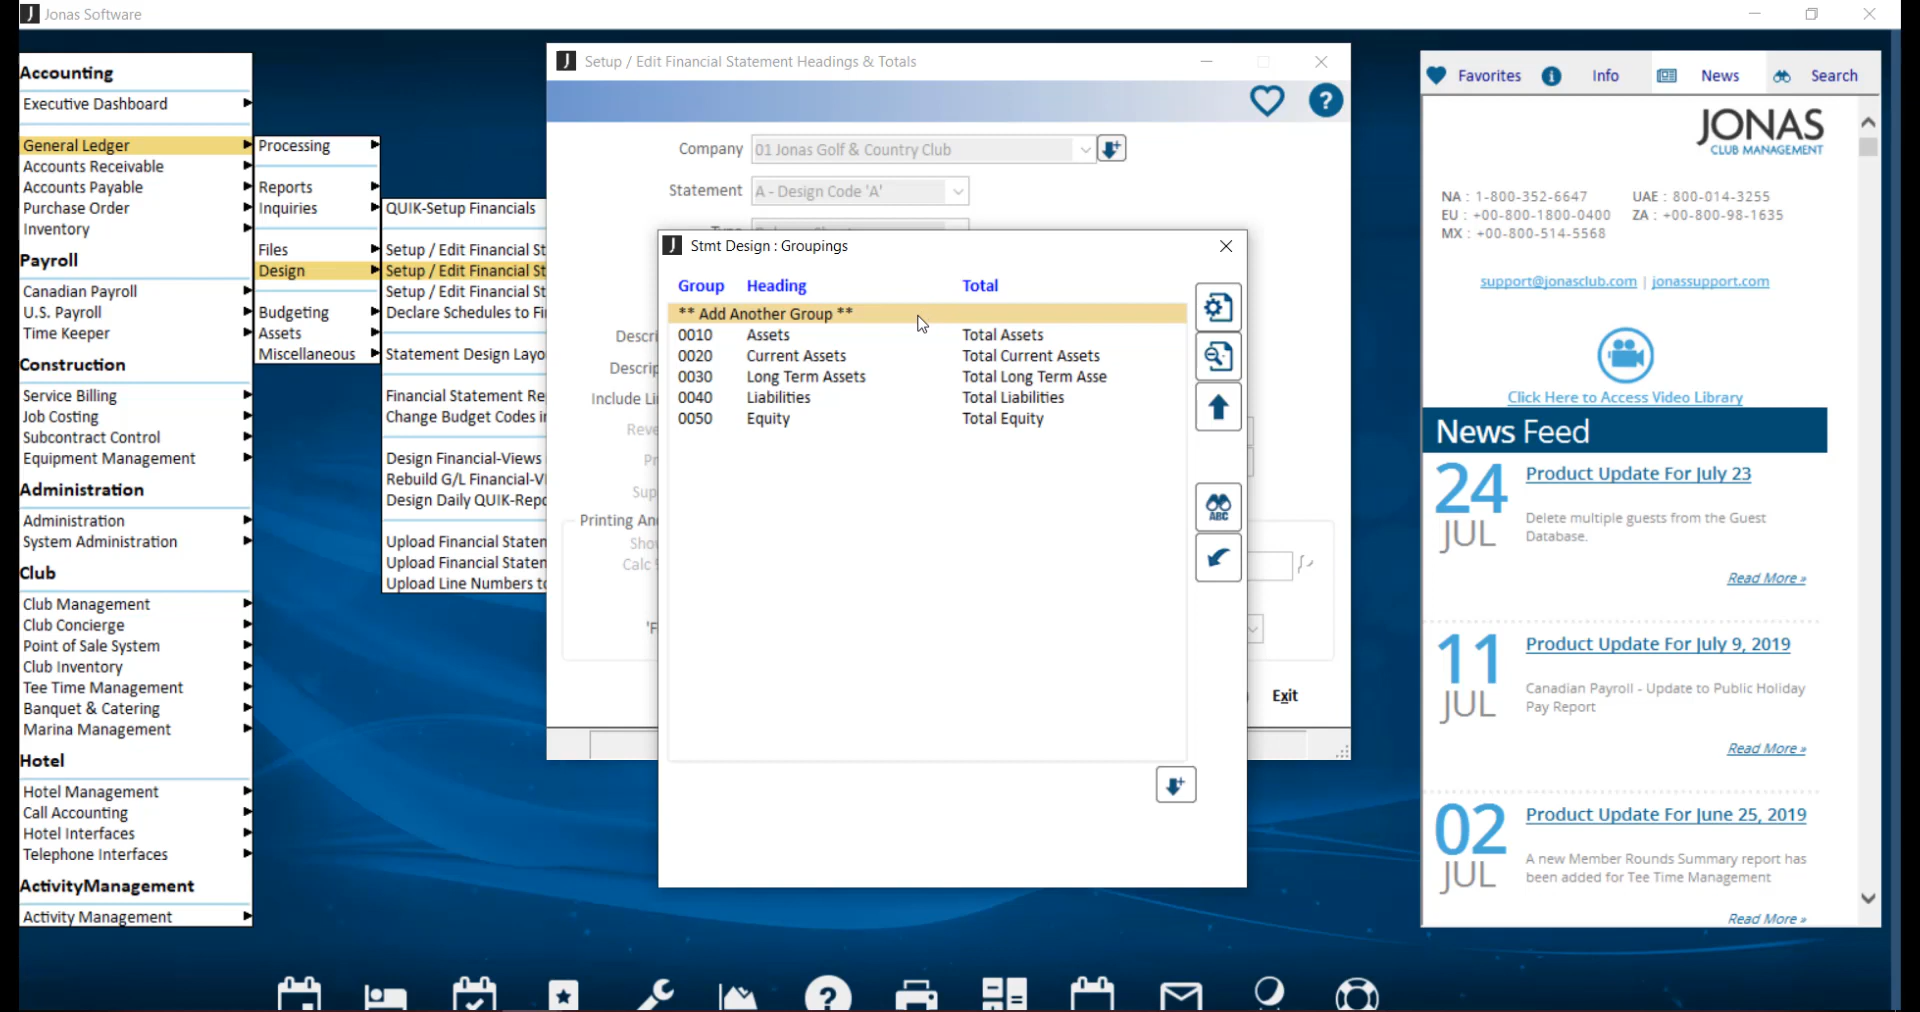 Jonas Software
Accounting
Executive Dashboard
General Ledger
Accounts Receivable
Accounts Payable
Purchase Order
Inventory
Payroll
Canadian Payroll
U.S. Payroll
Time Keeper
Construction
Service Billing
Job Costing
Subcontract Control
Equipment Management
Administration
Administration
System Administration
Club
Club Management
Club Concierge
Point of Sale System
Club Inventory
Tee Time Management
Banquet & Catering
Marina Management
Hotel
Hotel Management
Call Accounting
Hotel Interfaces
Telephone Interfaces
ActivityManagement
Activity Management
Processing
Reports
Inquiries
Files
Design
Budgeting
Assets
Miscellaneous
QUIK-Setup Financials
Setup / Edit Financial St
Setup / Edit Financial St
Setup / Edit Financial St
Declare Schedules to Fi
Statement Design Layo
Financial Statement Re
Change Budget Codes i
Design Financial-Views
Rebuild G/L Financial-V
Design Daily QUIK-Repo
Upload Financial Staten
Upload Financial Staten
Upload Line Numbers to
Setup / Edit Financial Statement Headings & Totals
Company 01 Jonas Golf & Country Club
Statement A - Design Code 'A'
Descri
Descrip
Include Li
Reve
Pr
Sup
Printing An
Sho
Calc S
'F
Exit
Stmt Design : Groupings
Group Heading Total
** Add Another Group **
0010 Assets Total Assets
0020 Current Assets Total Current Assets
0030 Long Term Assets Total Long Term Asse
0040 Liabilities Total Liabilities
0050 Equity Total Equity
ABC
Favorites Info News Search
JONAS
CLUB MANAGEMENT
NA : 1-800-352-6647 UAE : 800-014-3255
EU : +00-800-1800-0400 ZA : +00-800-98-1635
MX : +00-800-514-5568
support@jonasclub.com | jonassupport.com
Click Here to Access Video Library
News Feed
24 JUL
Product Update For July 23
Delete multiple guests from the Guest
Database.
Read More »
11 JUL
Product Update For July 9, 2019
Canadian Payroll - Update to Public Holiday
Pay Report
Read More »
02 JUL
Product Update For June 25, 2019
A new Member Rounds Summary report has
been added for Tee Time Management
Read More »